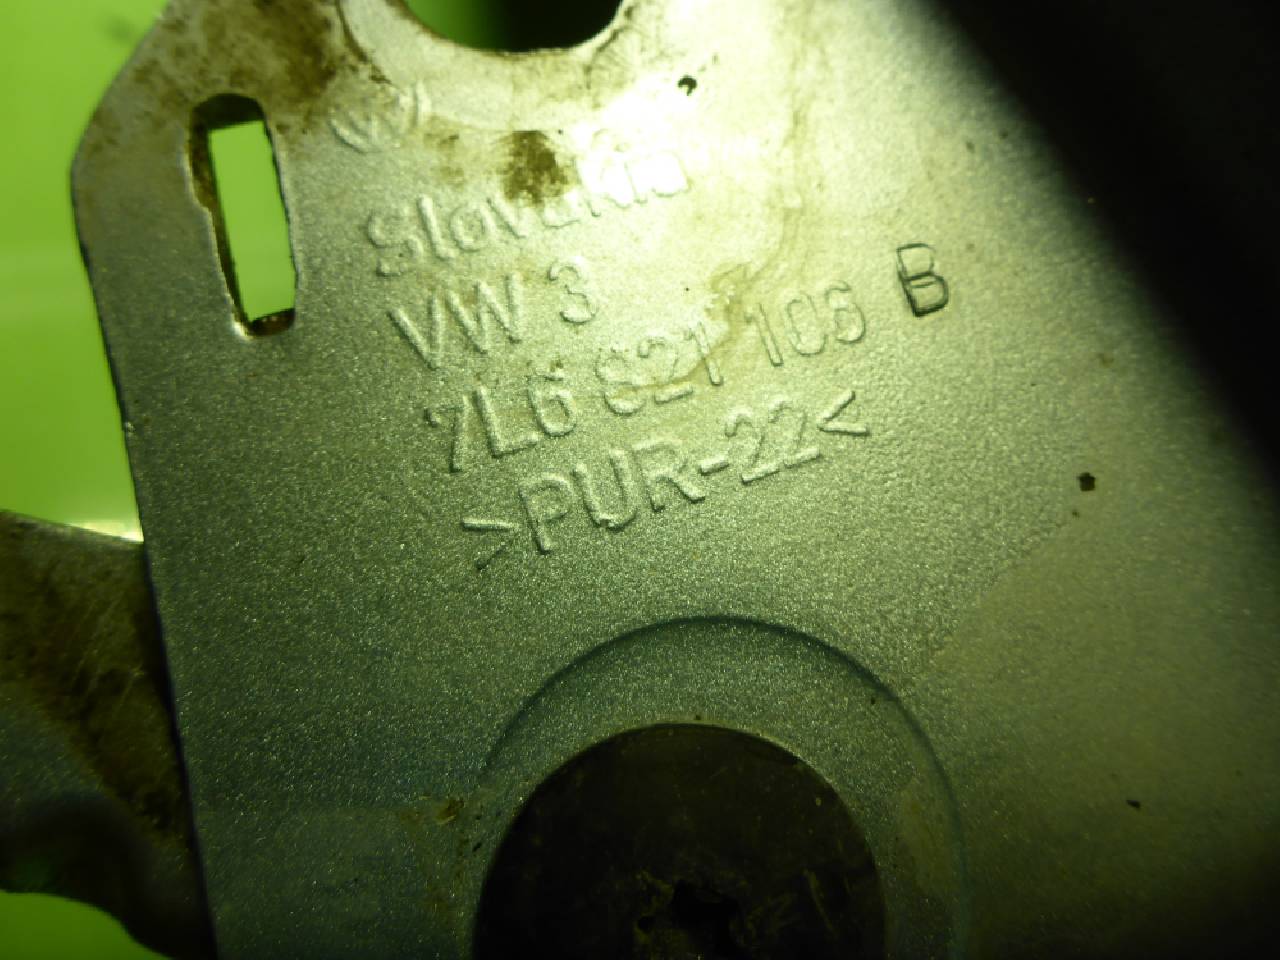 Slovakia
VW 3
7L6 821 106 B
>PUR-22<